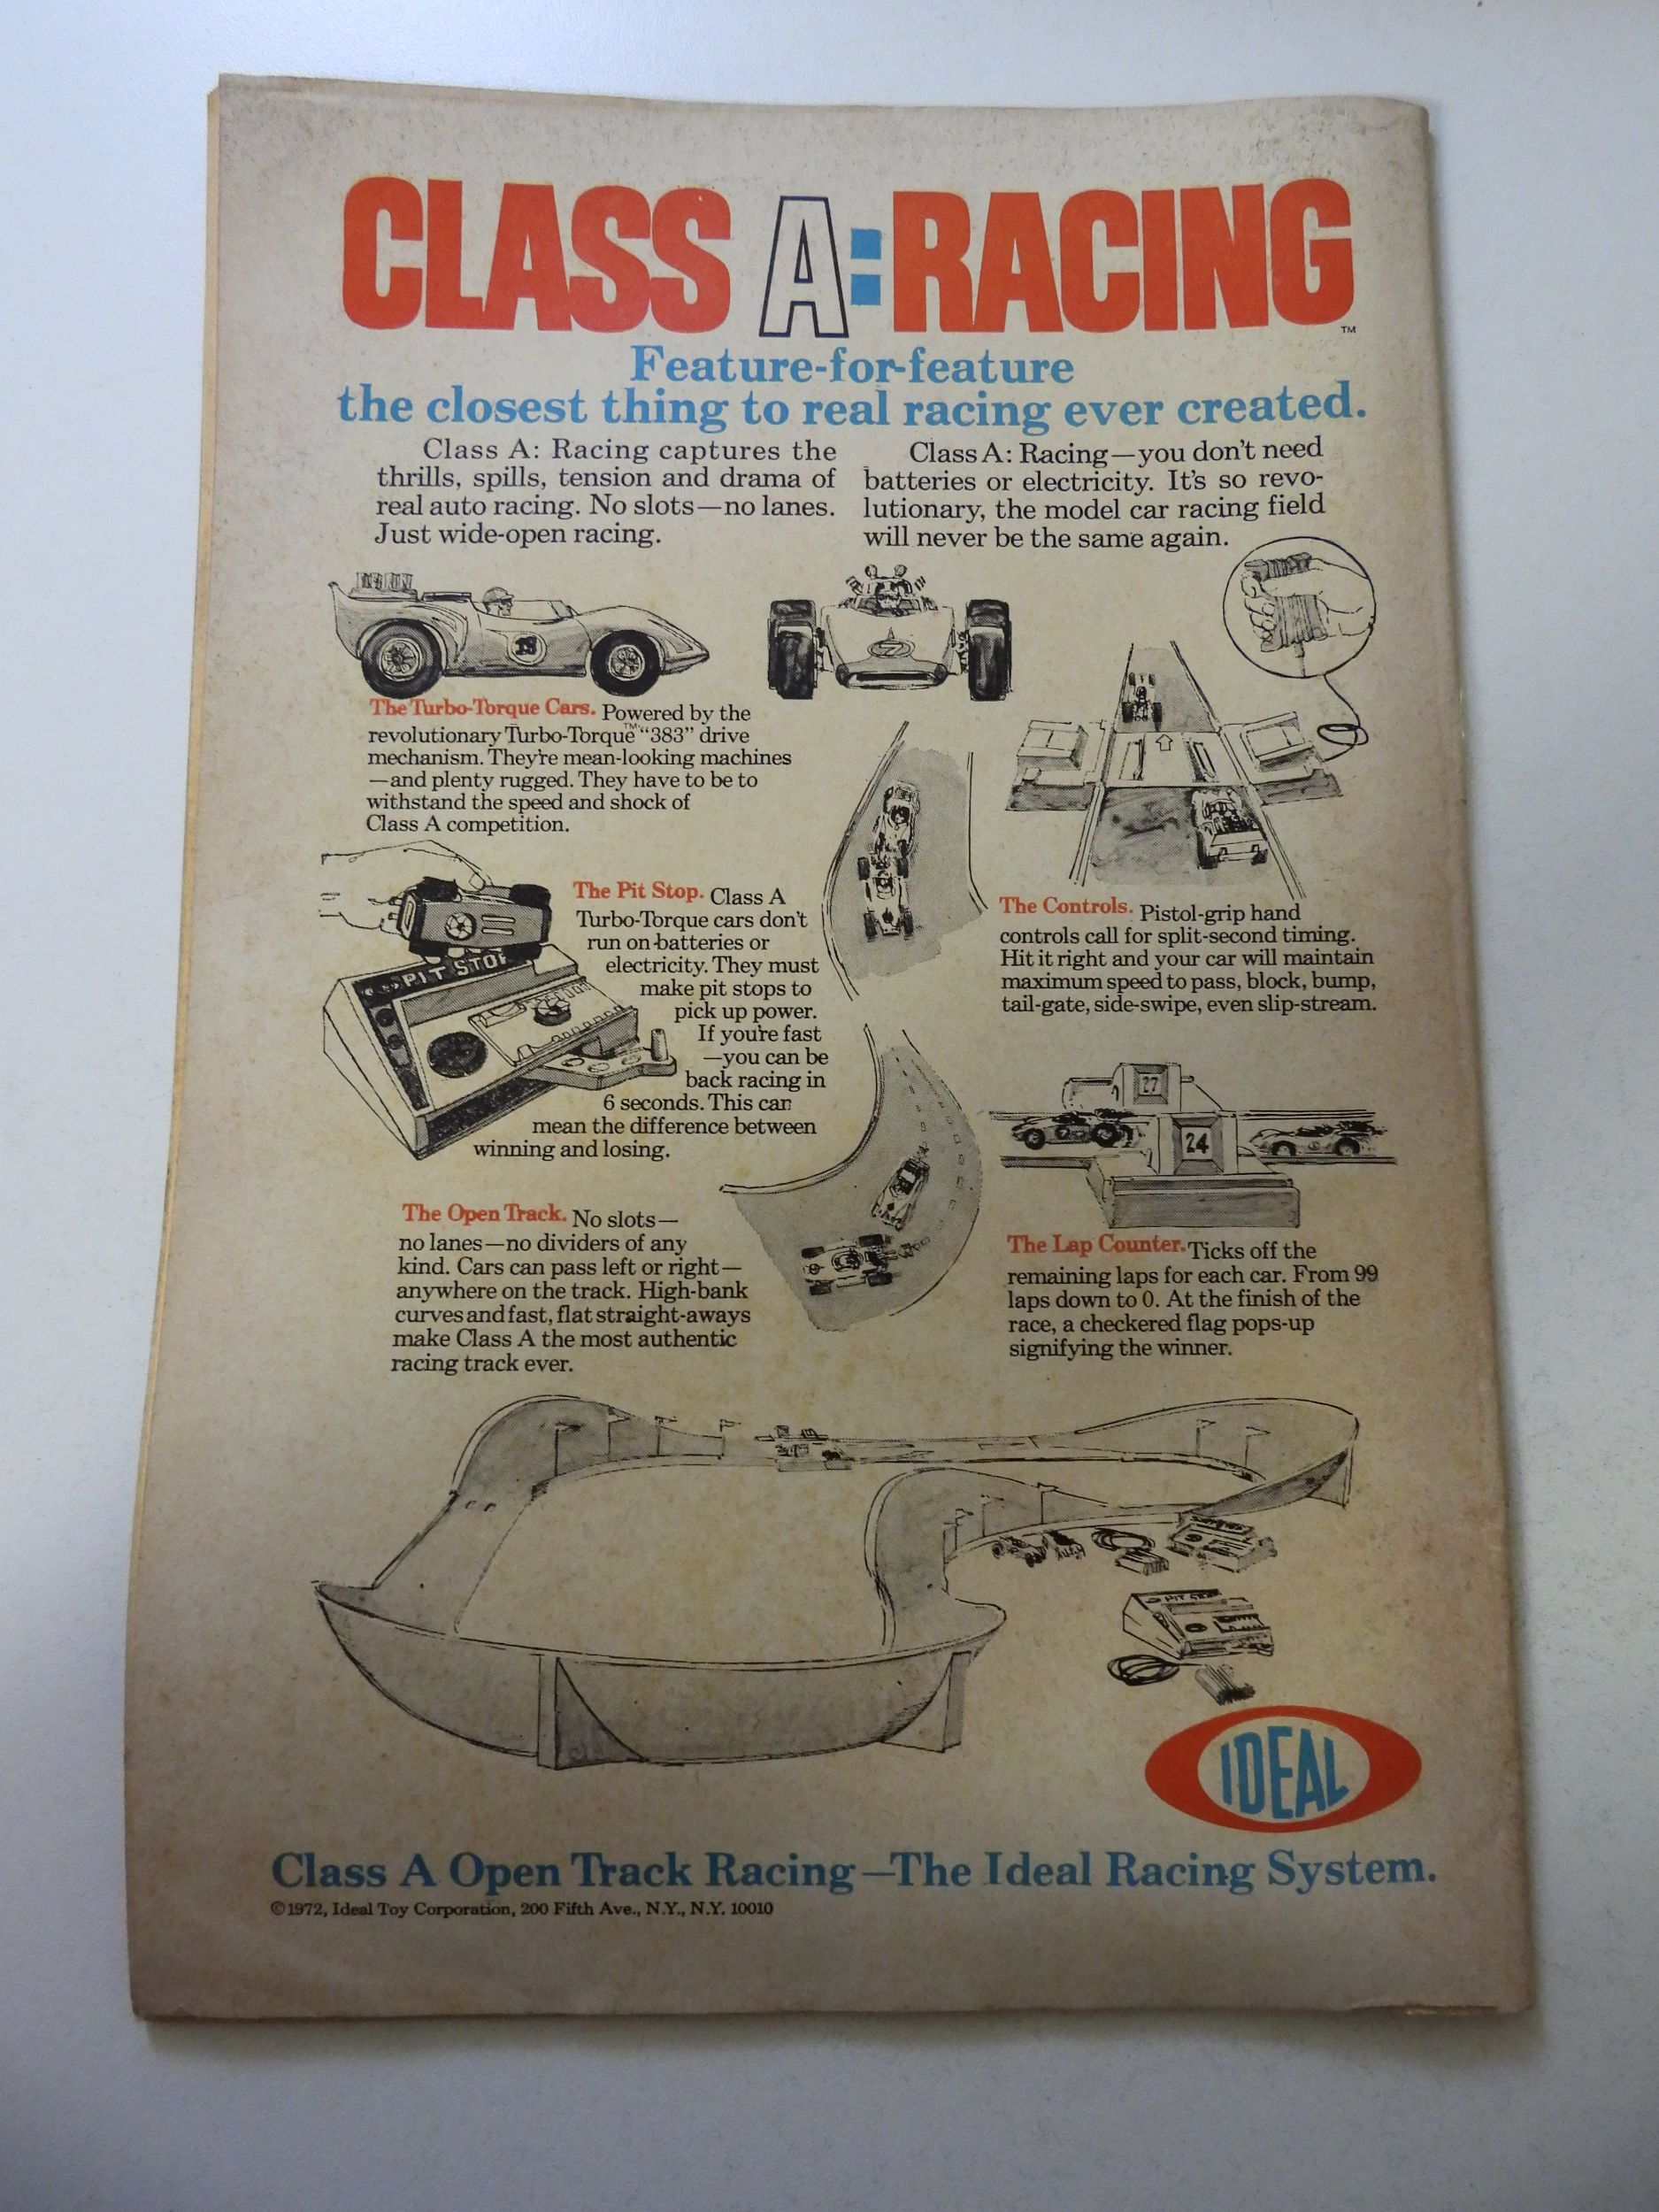 CLASS A:RACING
TM
Feature-for-feature
the closest thing to real racing ever created.
Class A: Racing captures the
thrills, spills, tension and drama of
real auto racing. No slots—no lanes.
Just wide-open racing.
Class A: Racing—you don't need
batteries or electricity. It's so revo-
lutionary, the model car racing field
will never be the same again.
The Turbo-Torque Cars. Powered by the
revolutionary Turbo-Torque™ "383" drive
mechanism. They're mean-looking machines
—and plenty rugged. They have to be to
withstand the speed and shock of
Class A competition.
PIT STOP
The Pit Stop. Class A
Turbo-Torque cars don't
run on batteries or
electricity. They must
make pit stops to
pick up power.
If you're fast
—you can be
back racing in
6 seconds. This can
mean the difference between
winning and losing.
The Controls. Pistol-grip hand
controls call for split-second timing.
Hit it right and your car will maintain
maximum speed to pass, block, bump,
tail-gate, side-swipe, even slip-stream.
27
24
The Open Track. No slots—
no lanes—no dividers of any
kind. Cars can pass left or right—
anywhere on the track. High-bank
curves and fast, flat straight-aways
make Class A the most authentic
racing track ever.
The Lap Counter. Ticks off the
remaining laps for each car. From 99
laps down to 0. At the finish of the
race, a checkered flag pops-up
signifying the winner.
IDEAL
Class A Open Track Racing—The Ideal Racing System.
©1972, Ideal Toy Corporation, 200 Fifth Ave., N.Y., N.Y. 10010